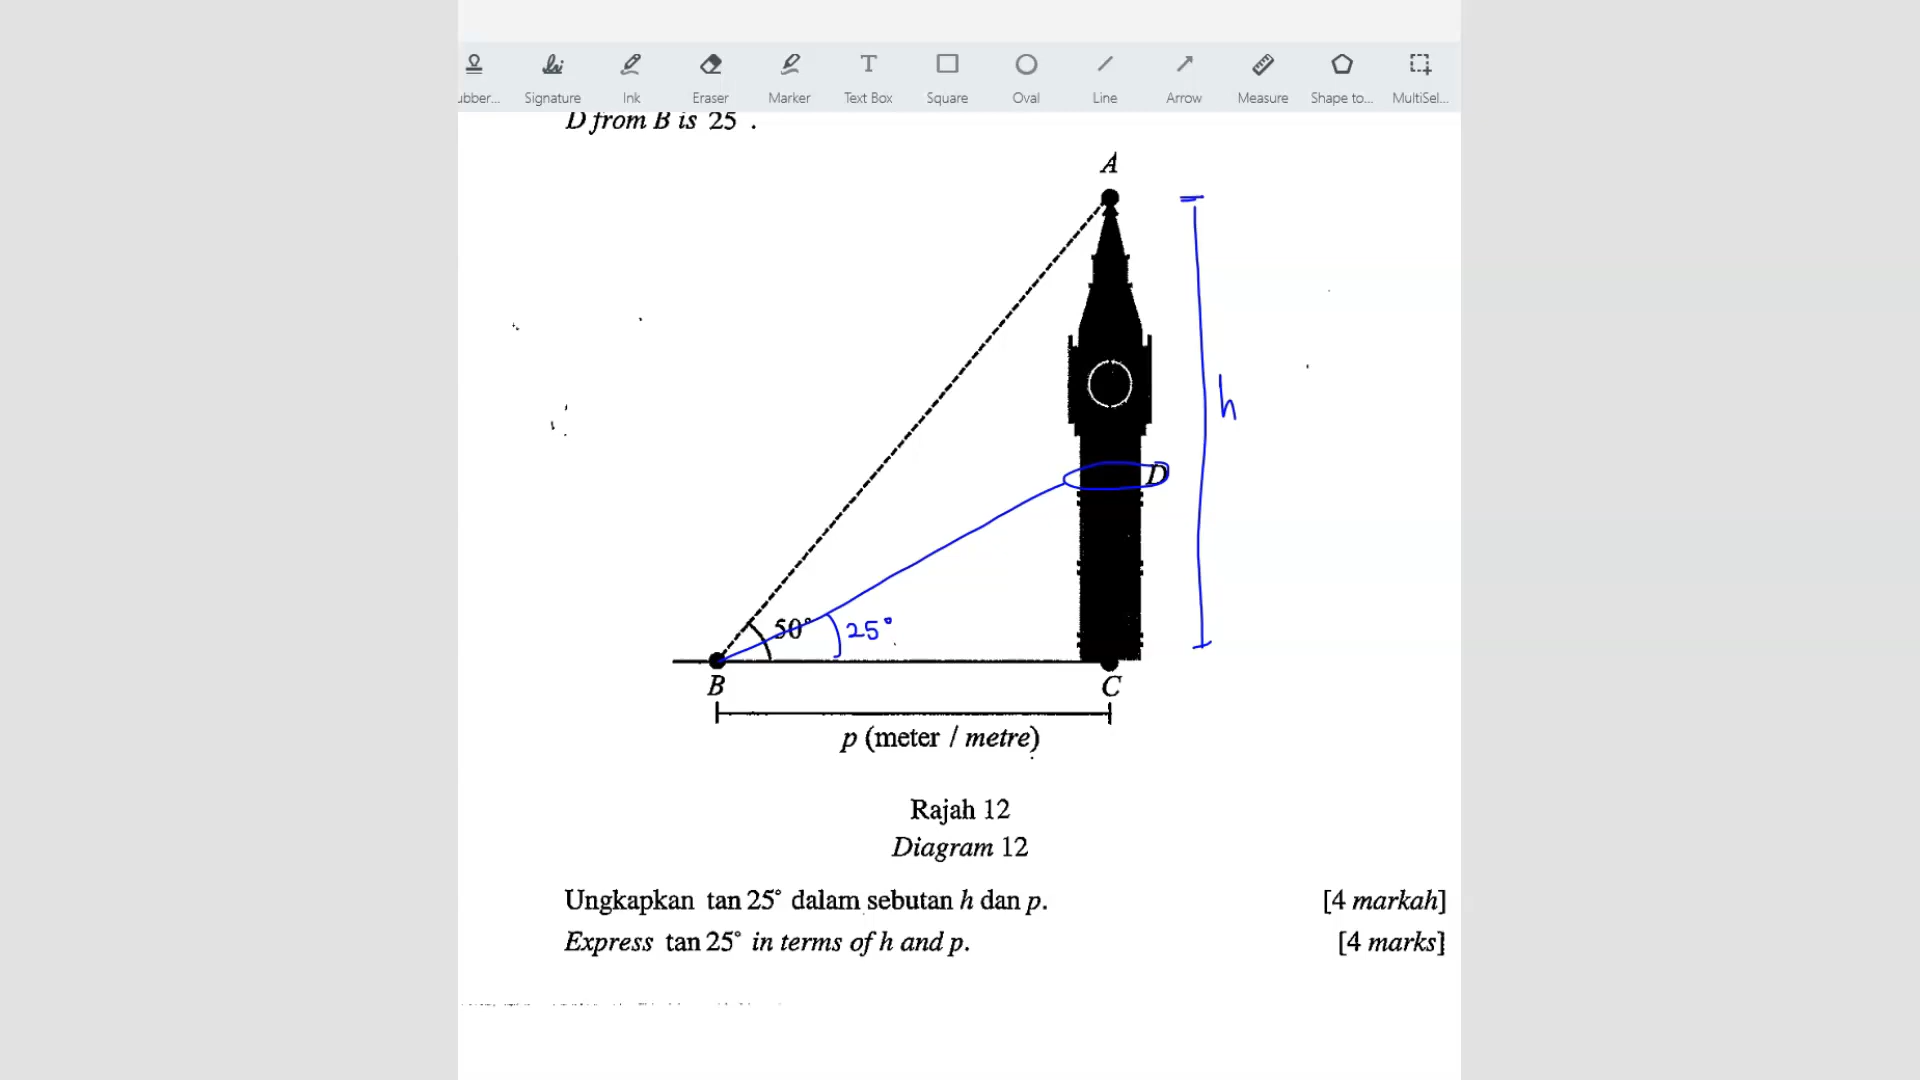 ubber...
Signature
Ink
Eraser
Marker
Text Box
Square
Oval
Line
Arrow
Measure
Shape to...
MultiSel...
D from B is 25 .
A
h
D
50°
25°
B
C
p (meter / metre)
Rajah 12
Diagram 12
Ungkapkan tan 25° dalam sebutan h dan p. [4 markah]
Express tan 25° in terms of h and p. [4 marks]